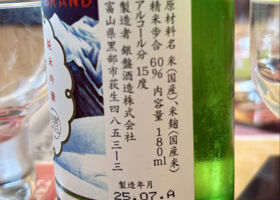 BRAND
純米吟醸
原材料名 米(国産)、米麹(国産米)
精米歩合 60% 内容量 180ml
アルコール分 15度
製造者 銀盤酒造株式会社
富山県黒部市荻生四八五三ー三
製造年月
25.07.A